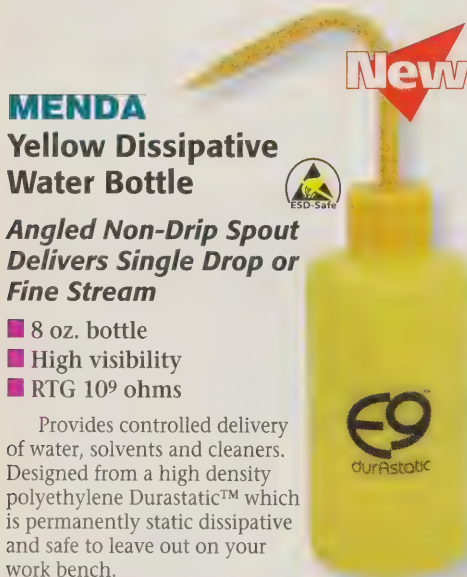 New
MENDA
Yellow Dissipative
Water Bottle
ESD-Safe
Angled Non-Drip Spout
Delivers Single Drop or
Fine Stream
8 oz. bottle
High visibility
RTG 10⁹ ohms
Provides controlled delivery
of water, solvents and cleaners.
Designed from a high density
polyethylene Durastatic™ which
is permanently static dissipative
and safe to leave out on your
work bench.
E9™
durAstatic